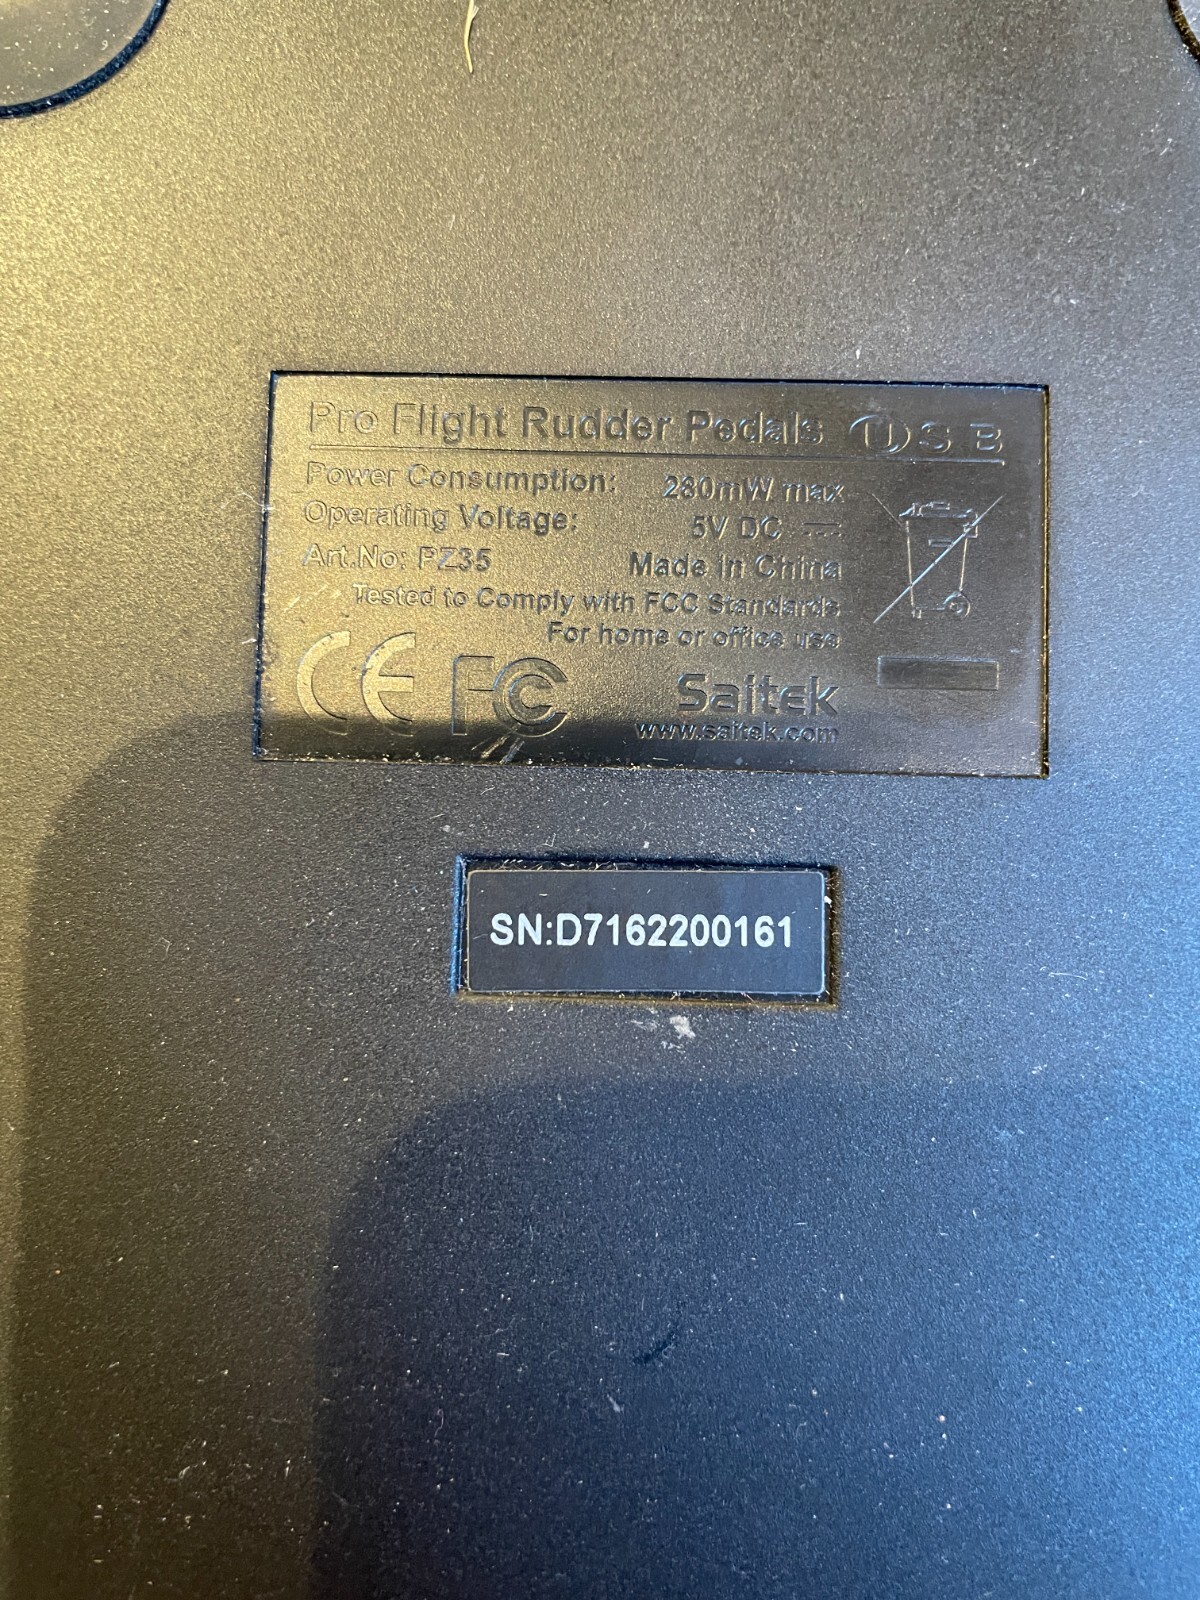 Pro Flight Rudder Pedals USB
Power Consumption: 280mW max
Operating Voltage: 5V DC
Art.No: PZ35 Made in China
Tested to Comply with FCC Standards
For home or office use
CE FC Saitek
www.saitek.com
SN:D7162200161